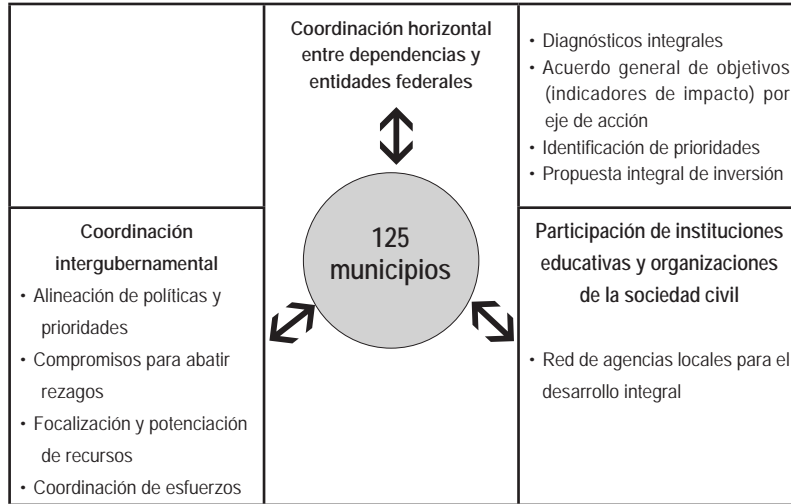 Coordinación horizontal
entre dependencias y
entidades federales
• Diagnósticos integrales
• Acuerdo general de objetivos
(indicadores de impacto) por
eje de acción
• Identificación de prioridades
• Propuesta integral de inversión
125
municipios
Coordinación
intergubernamental
• Alineación de políticas y
prioridades
• Compromisos para abatir
rezagos
• Focalización y potenciación
de recursos
• Coordinación de esfuerzos
Participación de instituciones
educativas y organizaciones
de la sociedad civil
• Red de agencias locales para el
desarrollo integral